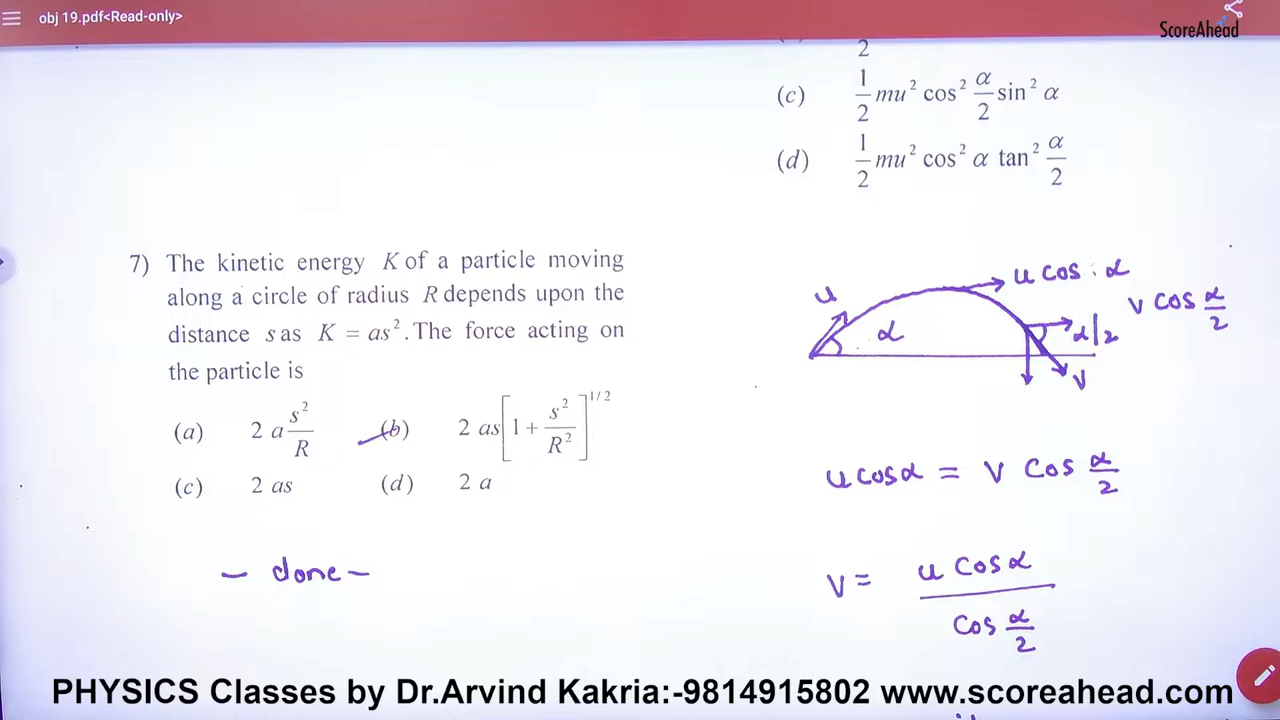 obj 19.pdf<Read-only>
ScoreAhead
2
(c) 1/2 mu² cos² α/2 sin² α
(d) 1/2 mu² cos² α tan² α/2
7) The kinetic energy K of a particle moving
along a circle of radius R depends upon the
distance s as K = as². The force acting on
the particle is
(a) 2 a s²/R (b) 2 as[1 + s²/R²]^1/2
(c) 2 as (d) 2 a
– done –
u
α
u cos α
v cos α/2
α/2
v
u cosα = v cos α/2
v = u cosα / cos α/2
PHYSICS Classes by Dr.Arvind Kakria:-9814915802 www.scoreahead.com